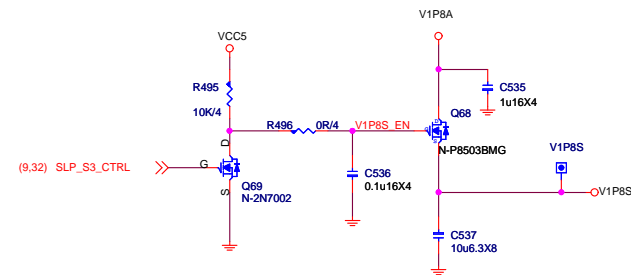 V1P8A
VCC5
R495
10K/4
C535
1u16X4
Q68
D
G
S
N-P8503BMG
R496 0R/4 V1P8S_EN
(9,32) SLP_S3_CTRL
D
G
S
Q69
N-2N7002
C536
0.1u16X4
V1P8S
V1P8S
C537
10u6.3X8